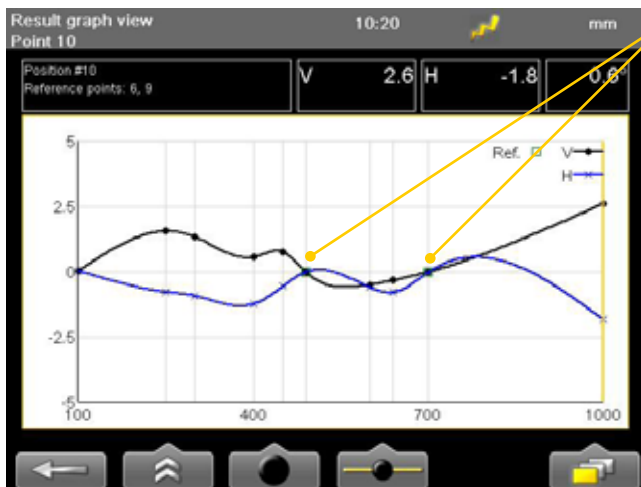 Result graph view 10:20 mm
Point 10
Position #10
Reference points: 6, 9
V 2.6 H -1.8 0.6°
5
Ref. V
H
2.5
0
-2.5
-5
100 400 700 1000